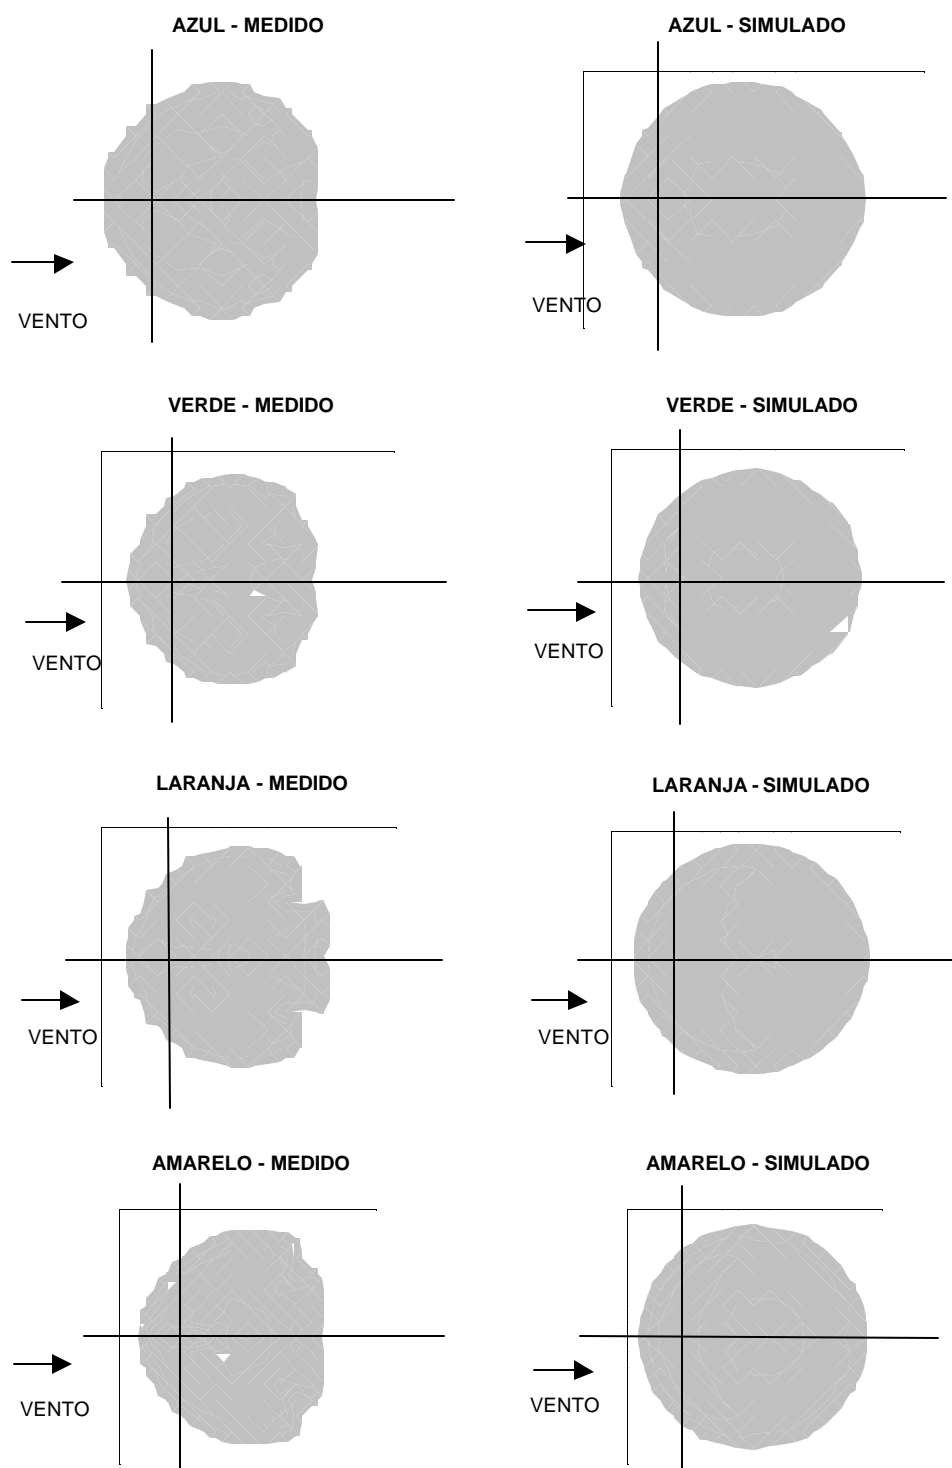 AZUL - MEDIDO
AZUL - SIMULADO
VENTO
VENTO
VERDE - MEDIDO
VERDE - SIMULADO
VENTO
VENTO
LARANJA - MEDIDO
LARANJA - SIMULADO
VENTO
VENTO
AMARELO - MEDIDO
AMARELO - SIMULADO
VENTO
VENTO